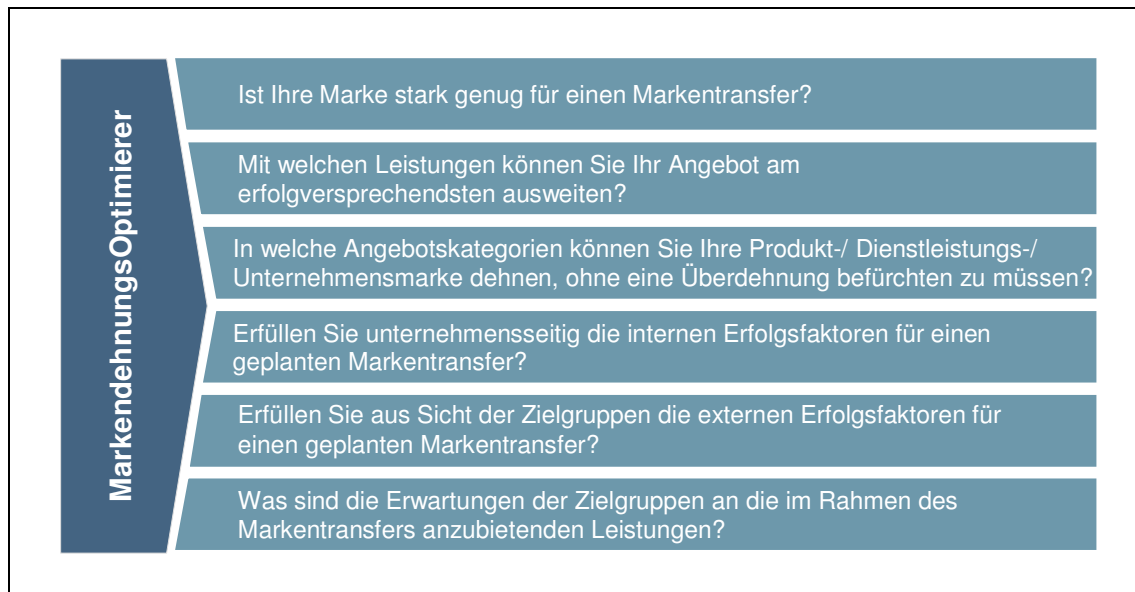 MarkendehnungsOptimierer
Ist Ihre Marke stark genug für einen Markentransfer?
Mit welchen Leistungen können Sie Ihr Angebot am
erfolgversprechendsten ausweiten?
In welche Angebotskategorien können Sie Ihre Produkt-/ Dienstleistungs-/
Unternehmensmarke dehnen, ohne eine Überdehnung befürchten zu müssen?
Erfüllen Sie unternehmensseitig die internen Erfolgsfaktoren für einen
geplanten Markentransfer?
Erfüllen Sie aus Sicht der Zielgruppen die externen Erfolgsfaktoren für
einen geplanten Markentransfer?
Was sind die Erwartungen der Zielgruppen an die im Rahmen des
Markentransfers anzubietenden Leistungen?